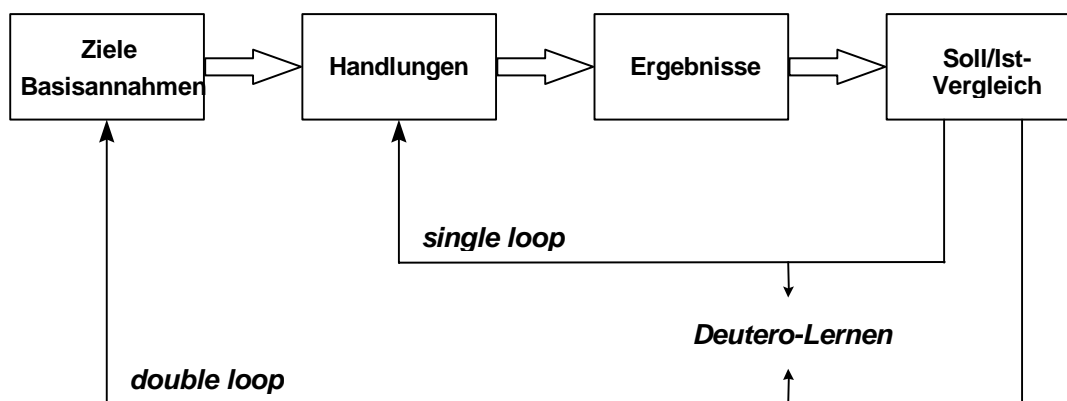 Ziele
Basisannahmen
Handlungen
Ergebnisse
Soll/Ist-
Vergleich
single loop
Deutero-Lernen
double loop